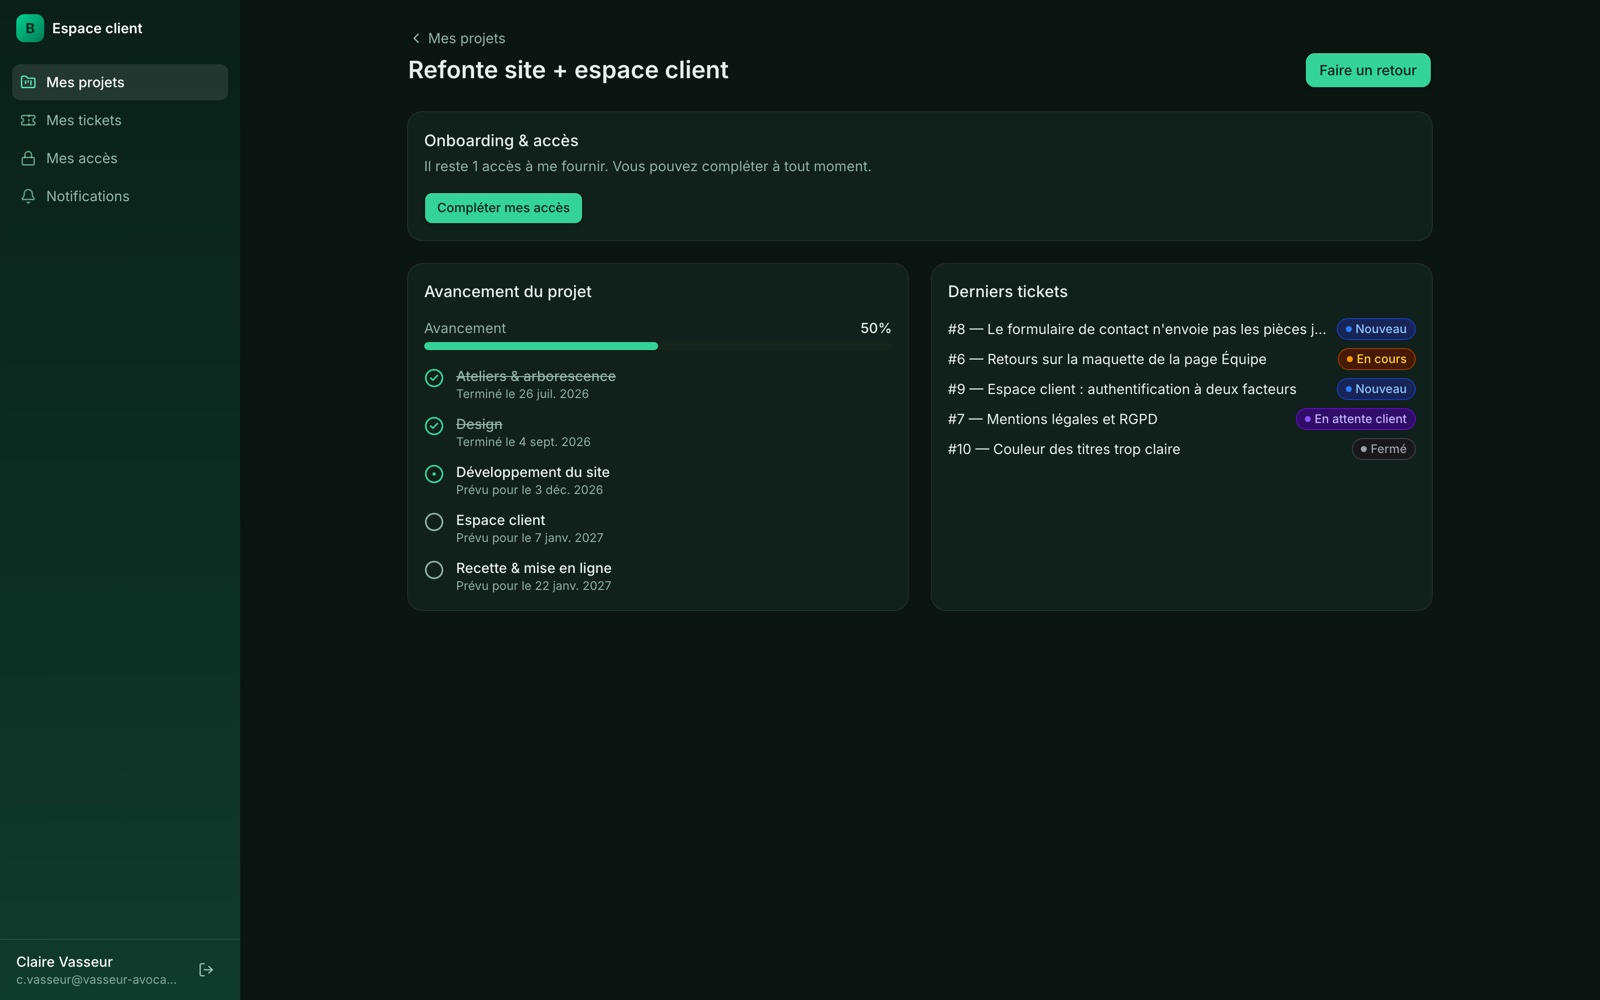 B Espace client
Mes projets
Mes tickets
Mes accès
Notifications
Mes projets
Refonte site + espace client
Faire un retour
Onboarding & accès
Il reste 1 accès à me fournir. Vous pouvez compléter à tout moment.
Compléter mes accès
Avancement du projet
Avancement 50%
Ateliers & arborescence
Terminé le 26 juil. 2026
Design
Terminé le 4 sept. 2026
Développement du site
Prévu pour le 3 déc. 2026
Espace client
Prévu pour le 7 janv. 2027
Recette & mise en ligne
Prévu pour le 22 janv. 2027
Derniers tickets
#8 — Le formulaire de contact n'envoie pas les pièces j... Nouveau
#6 — Retours sur la maquette de la page Équipe En cours
#9 — Espace client : authentification à deux facteurs Nouveau
#7 — Mentions légales et RGPD En attente client
#10 — Couleur des titres trop claire Fermé
Claire Vasseur
c.vasseur@vasseur-avoca...